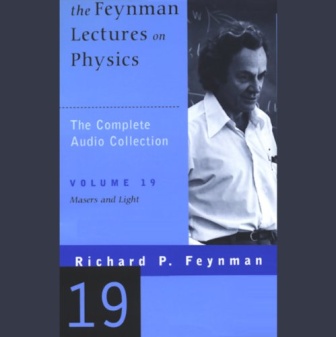 the Feynman
Lectures on
Physics
The Complete
Audio Collection
VOLUME 19
Masers and Light
Richard P. Feynman
19